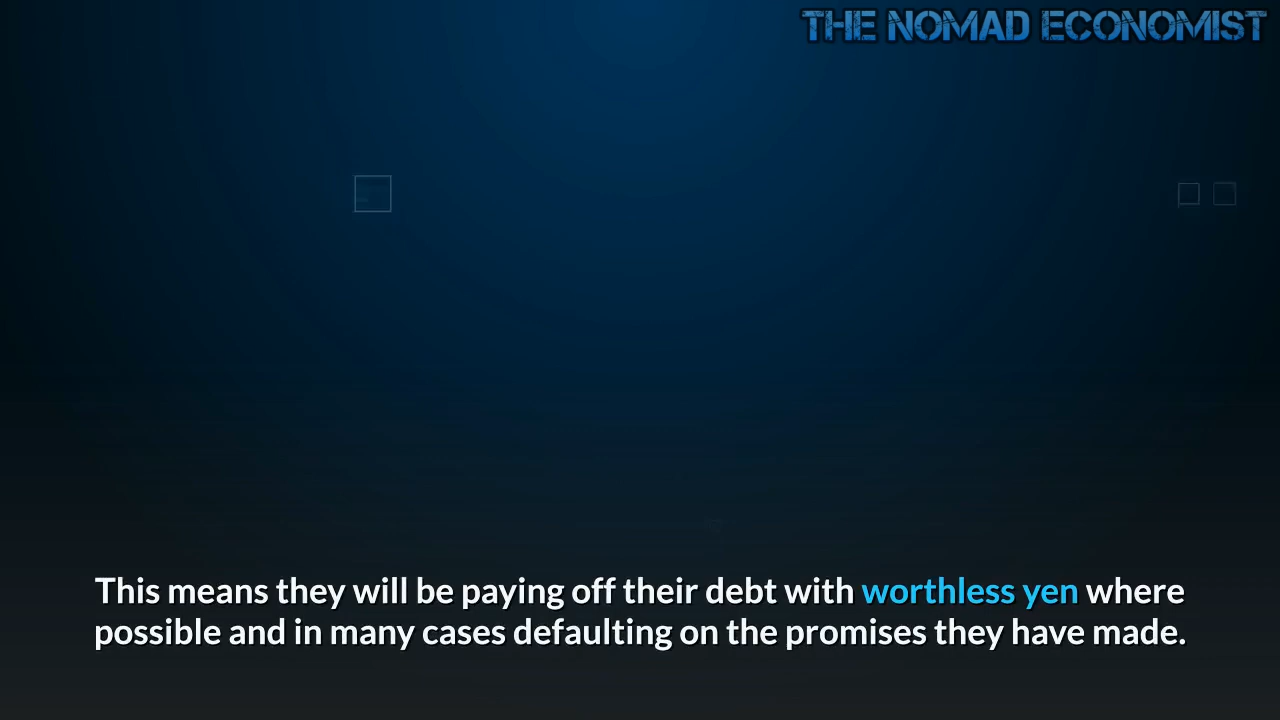 THE NOMAD ECONOMIST
This means they will be paying off their debt with worthless yen where
possible and in many cases defaulting on the promises they have made.